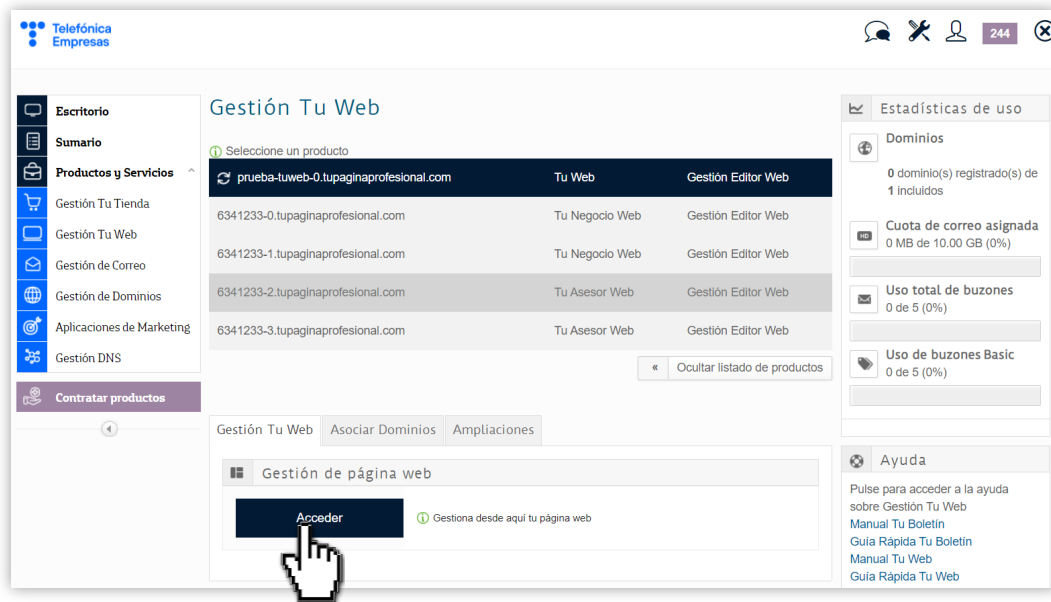 Telefónica
Empresas
244
Escritorio
Sumario
Productos y Servicios
Gestión Tu Tienda
Gestión Tu Web
Gestión de Correo
Gestión de Dominios
Aplicaciones de Marketing
Gestión DNS
Contratar productos
Gestión Tu Web
Seleccione un producto
prueba-tuweb-0.tupaginaprofesional.com Tu Web Gestión Editor Web
6341233-0.tupaginaprofesional.com Tu Negocio Web Gestión Editor Web
6341233-1.tupaginaprofesional.com Tu Negocio Web Gestión Editor Web
6341233-2.tupaginaprofesional.com Tu Asesor Web Gestión Editor Web
6341233-3.tupaginaprofesional.com Tu Asesor Web Gestión Editor Web
« Ocultar listado de productos
Gestión Tu Web Asociar Dominios Ampliaciones
Gestión de página web
Acceder
Gestiona desde aquí tu página web
Estadísticas de uso
Dominios
0 dominio(s) registrado(s) de
1 incluidos
HD
Cuota de correo asignada
0 MB de 10.00 GB (0%)
Uso total de buzones
0 de 5 (0%)
Uso de buzones Basic
0 de 5 (0%)
Ayuda
Pulse para acceder a la ayuda
sobre Gestión Tu Web
Manual Tu Boletín
Guía Rápida Tu Boletín
Manual Tu Web
Guía Rápida Tu Web